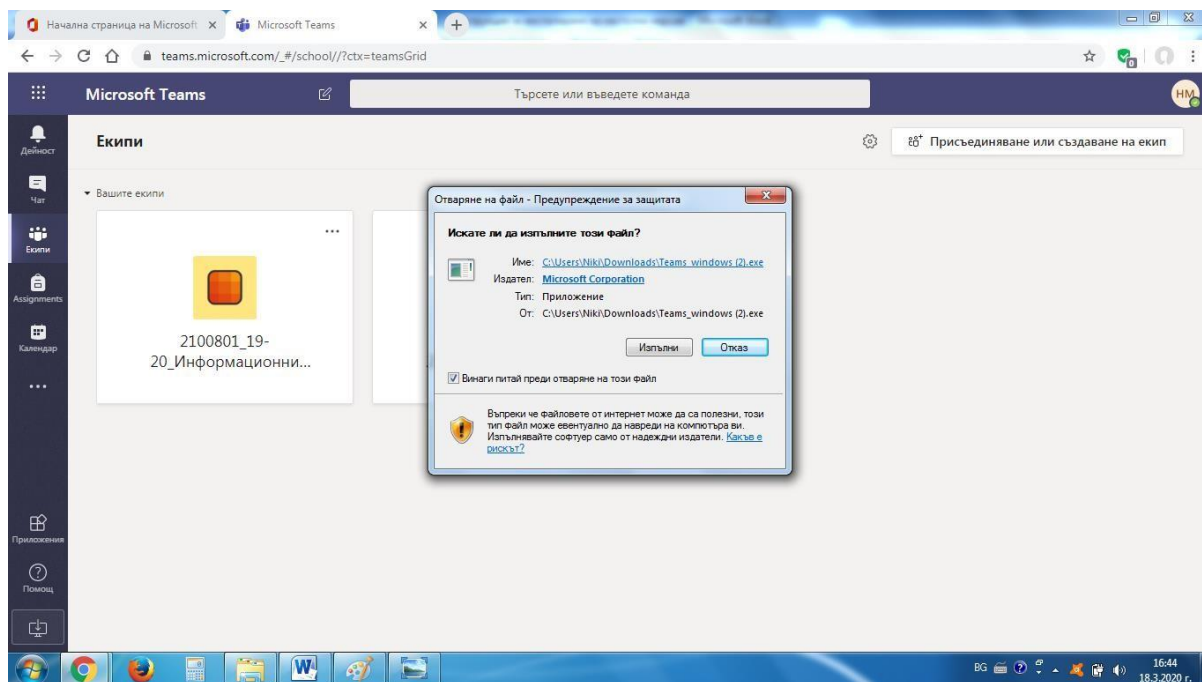 Начална страница на Microsoft
Microsoft Teams
teams.microsoft.com/_#/school//?ctx=teamsGrid
Microsoft Teams
Търсете или въведете команда
HM
Дейност
Чат
Екипи
Assignments
Календар
Приложения
Помощ
Екипи
Присъединяване или създаване на екип
Вашите екипи
2100801_19-
20_Информационни...
Отваряне на файл - Предупреждение за защитата
Искате ли да изпълните този файл?
Име: C:\Users\Niki\Downloads\Teams_windows (2).exe
Издател: Microsoft Corporation
Тип: Приложение
От: C:\Users\Niki\Downloads\Teams_windows (2).exe
Изпълни
Отказ
Винаги питай преди отваряне на този файл
Въпреки че файловете от интернет може да са полезни, този
тип файл може евентуално да навреди на компютъра ви.
Изпълнявайте софтуер само от надеждни издатели. Какъв е
рискът?
BG
16:44
18.3.2020 г.